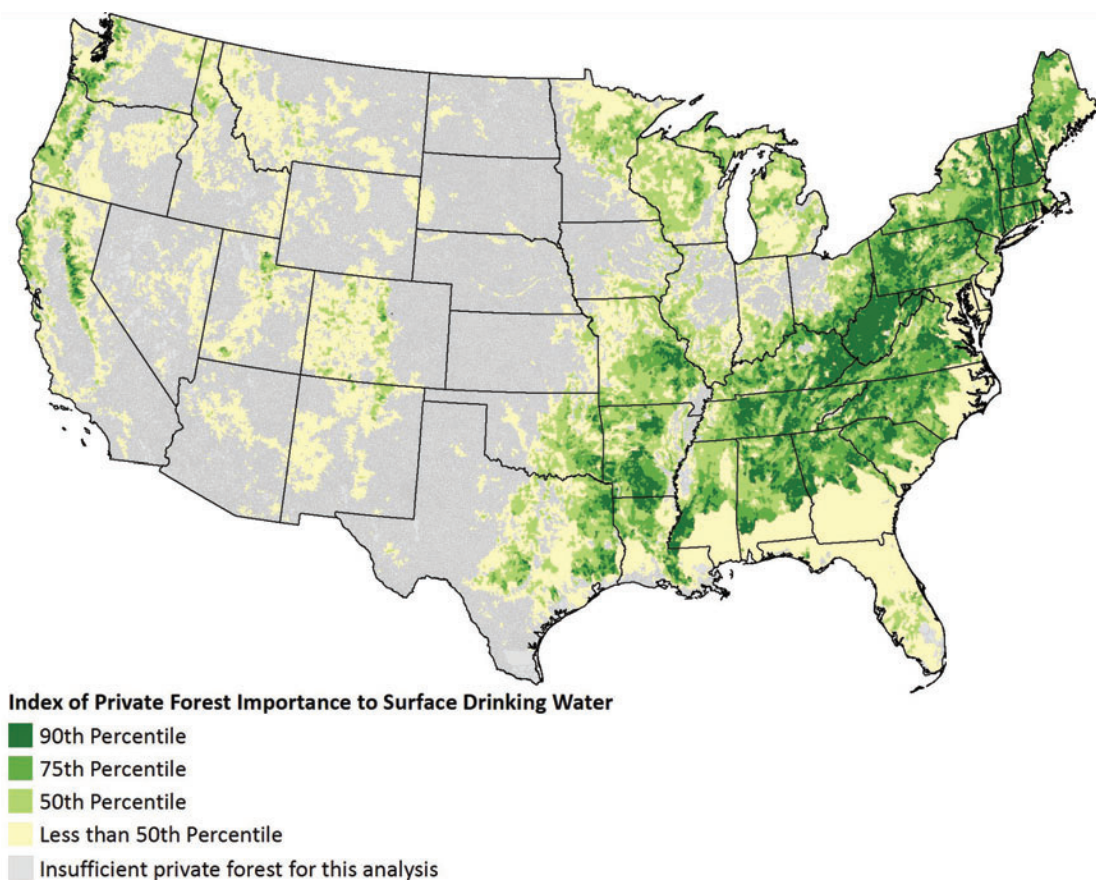 Index of Private Forest Importance to Surface Drinking Water
90th Percentile
75th Percentile
50th Percentile
Less than 50th Percentile
Insufficient private forest for this analysis